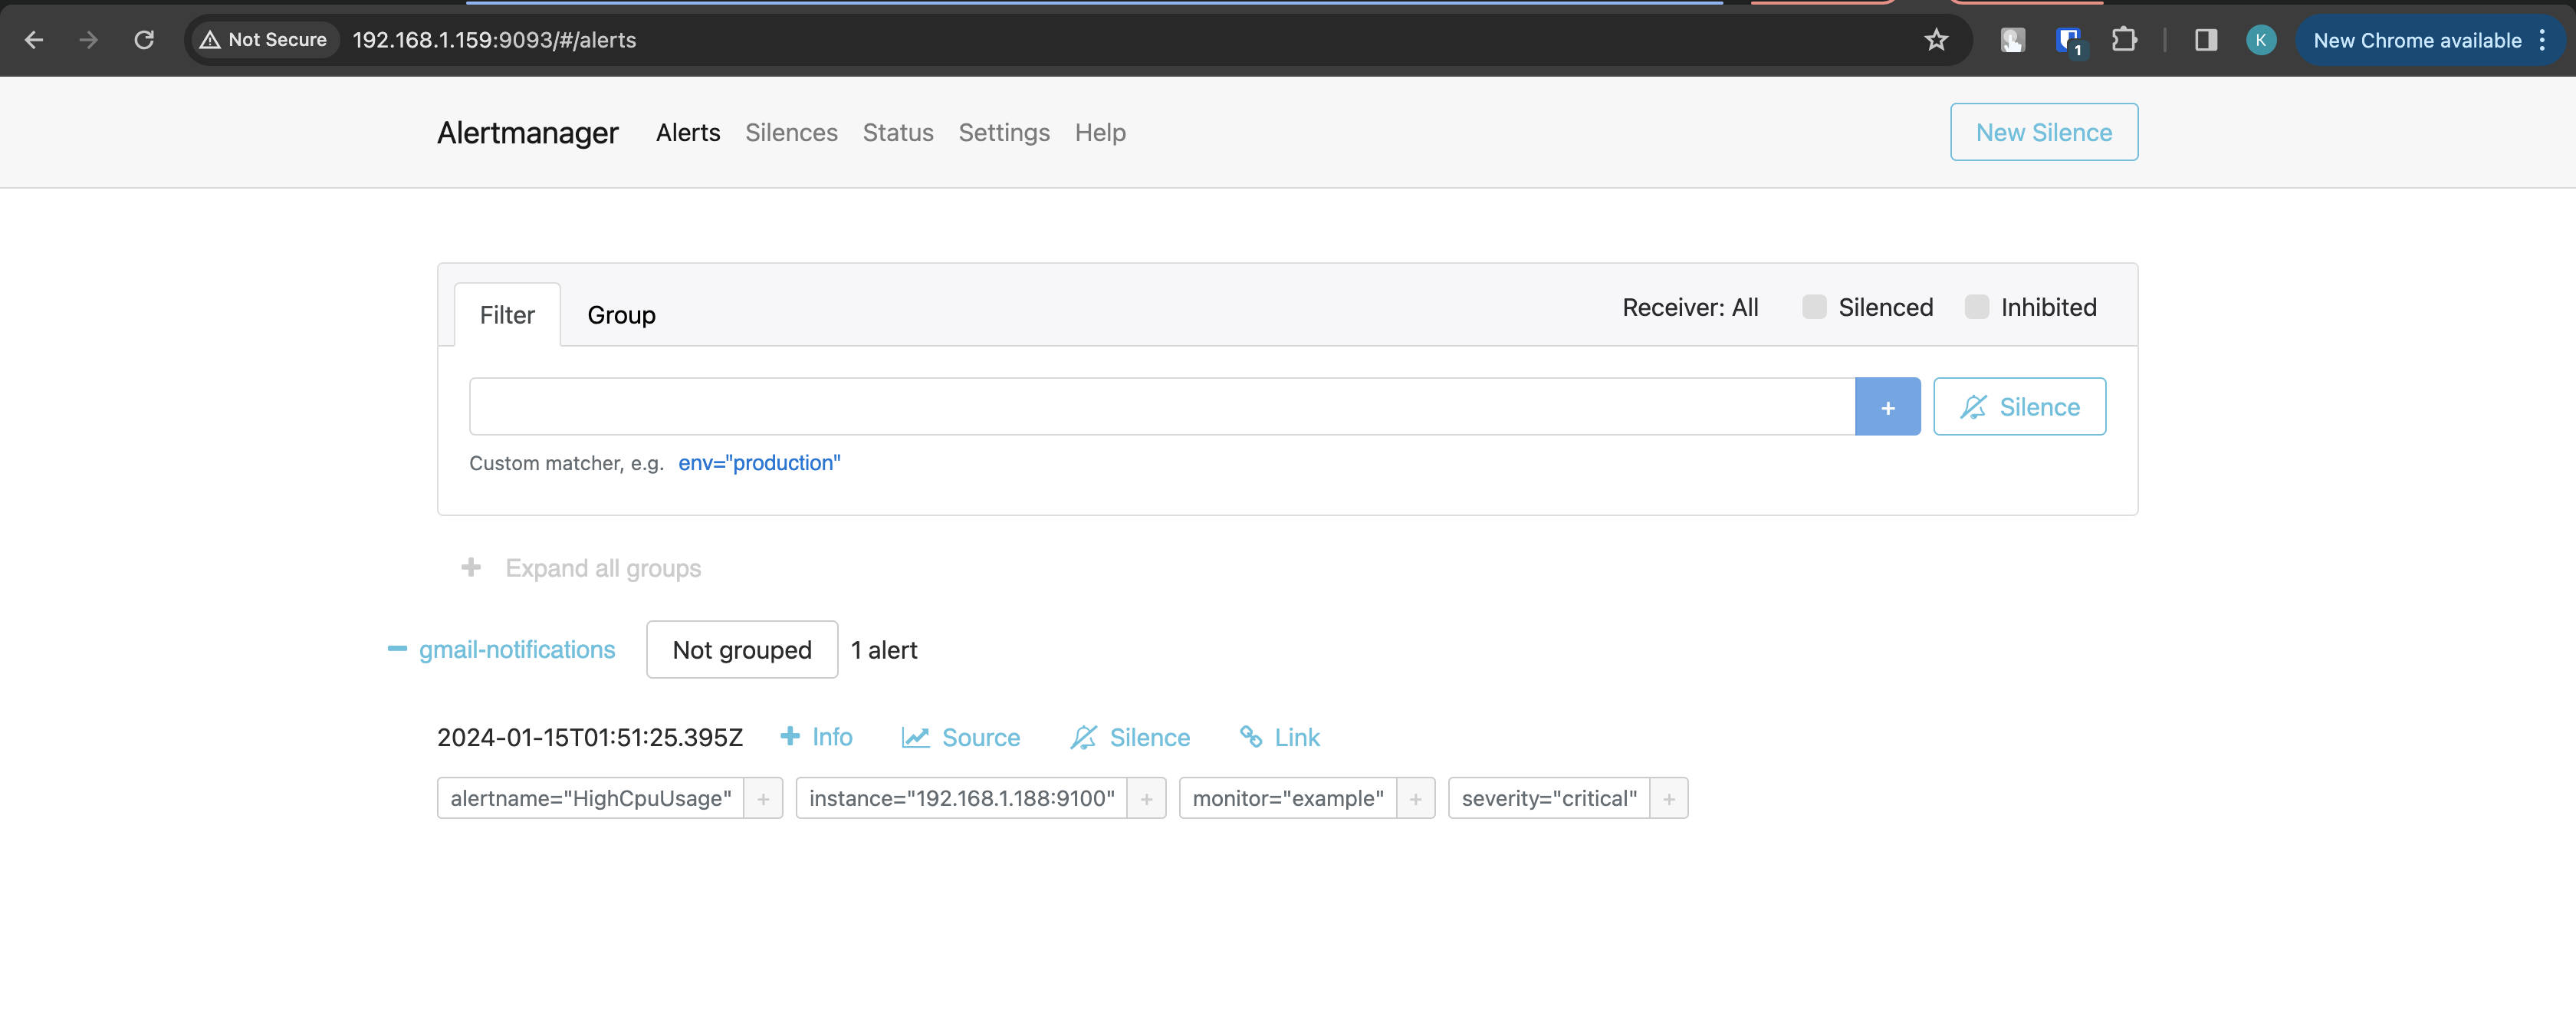 Not Secure 192.168.1.159:9093/#/alerts 1 K New Chrome available
Alertmanager Alerts Silences Status Settings Help New Silence
Filter Group Receiver: All Silenced Inhibited
+ Silence
Custom matcher, e.g. env="production"
+ Expand all groups
gmail-notifications Not grouped 1 alert
2024-01-15T01:51:25.395Z + Info Source Silence Link
alertname="HighCpuUsage" + instance="192.168.1.188:9100" + monitor="example" + severity="critical" +